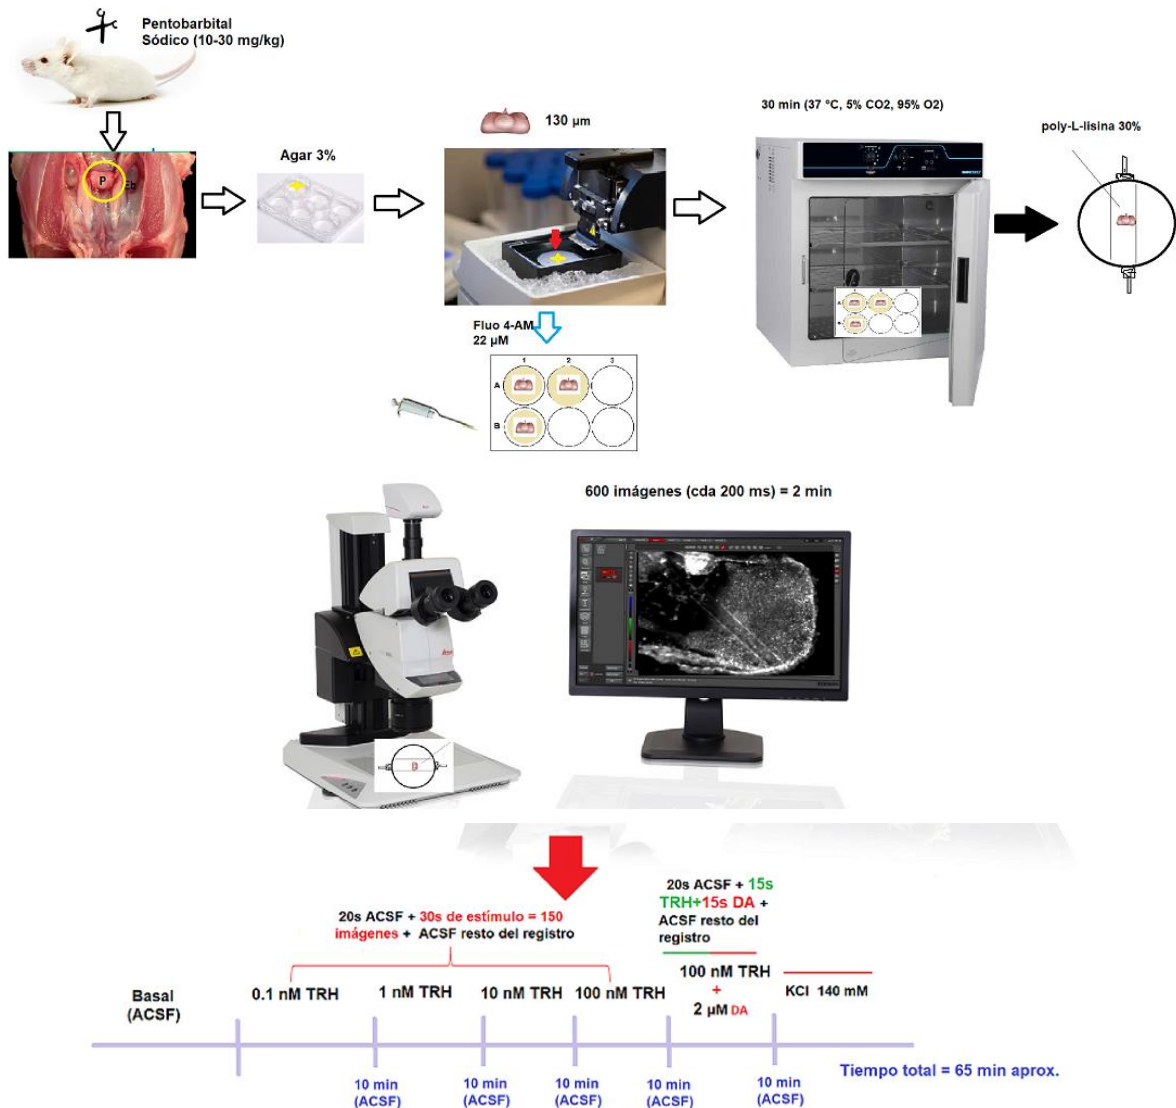 Pentobarbital
Sódico (10-30 mg/kg)
P
Eb
Agar 3%
130 µm
30 min (37 °C, 5% CO2, 95% O2)
poly-L-lisina 30%
Fluo 4-AM
22 µM
1 2 3
A
B
600 imágenes (cda 200 ms) = 2 min
20s ACSF + 30s de estímulo = 150
imágenes + ACSF resto del registro
20s ACSF + 15s
TRH+15s DA +
ACSF resto del
registro
Basal
(ACSF)
0.1 nM TRH
1 nM TRH
10 nM TRH
100 nM TRH
100 nM TRH
+
2 µM DA
KCl 140 mM
10 min
(ACSF)
10 min
(ACSF)
10 min
(ACSF)
10 min
(ACSF)
10 min
(ACSF)
Tiempo total = 65 min aprox.